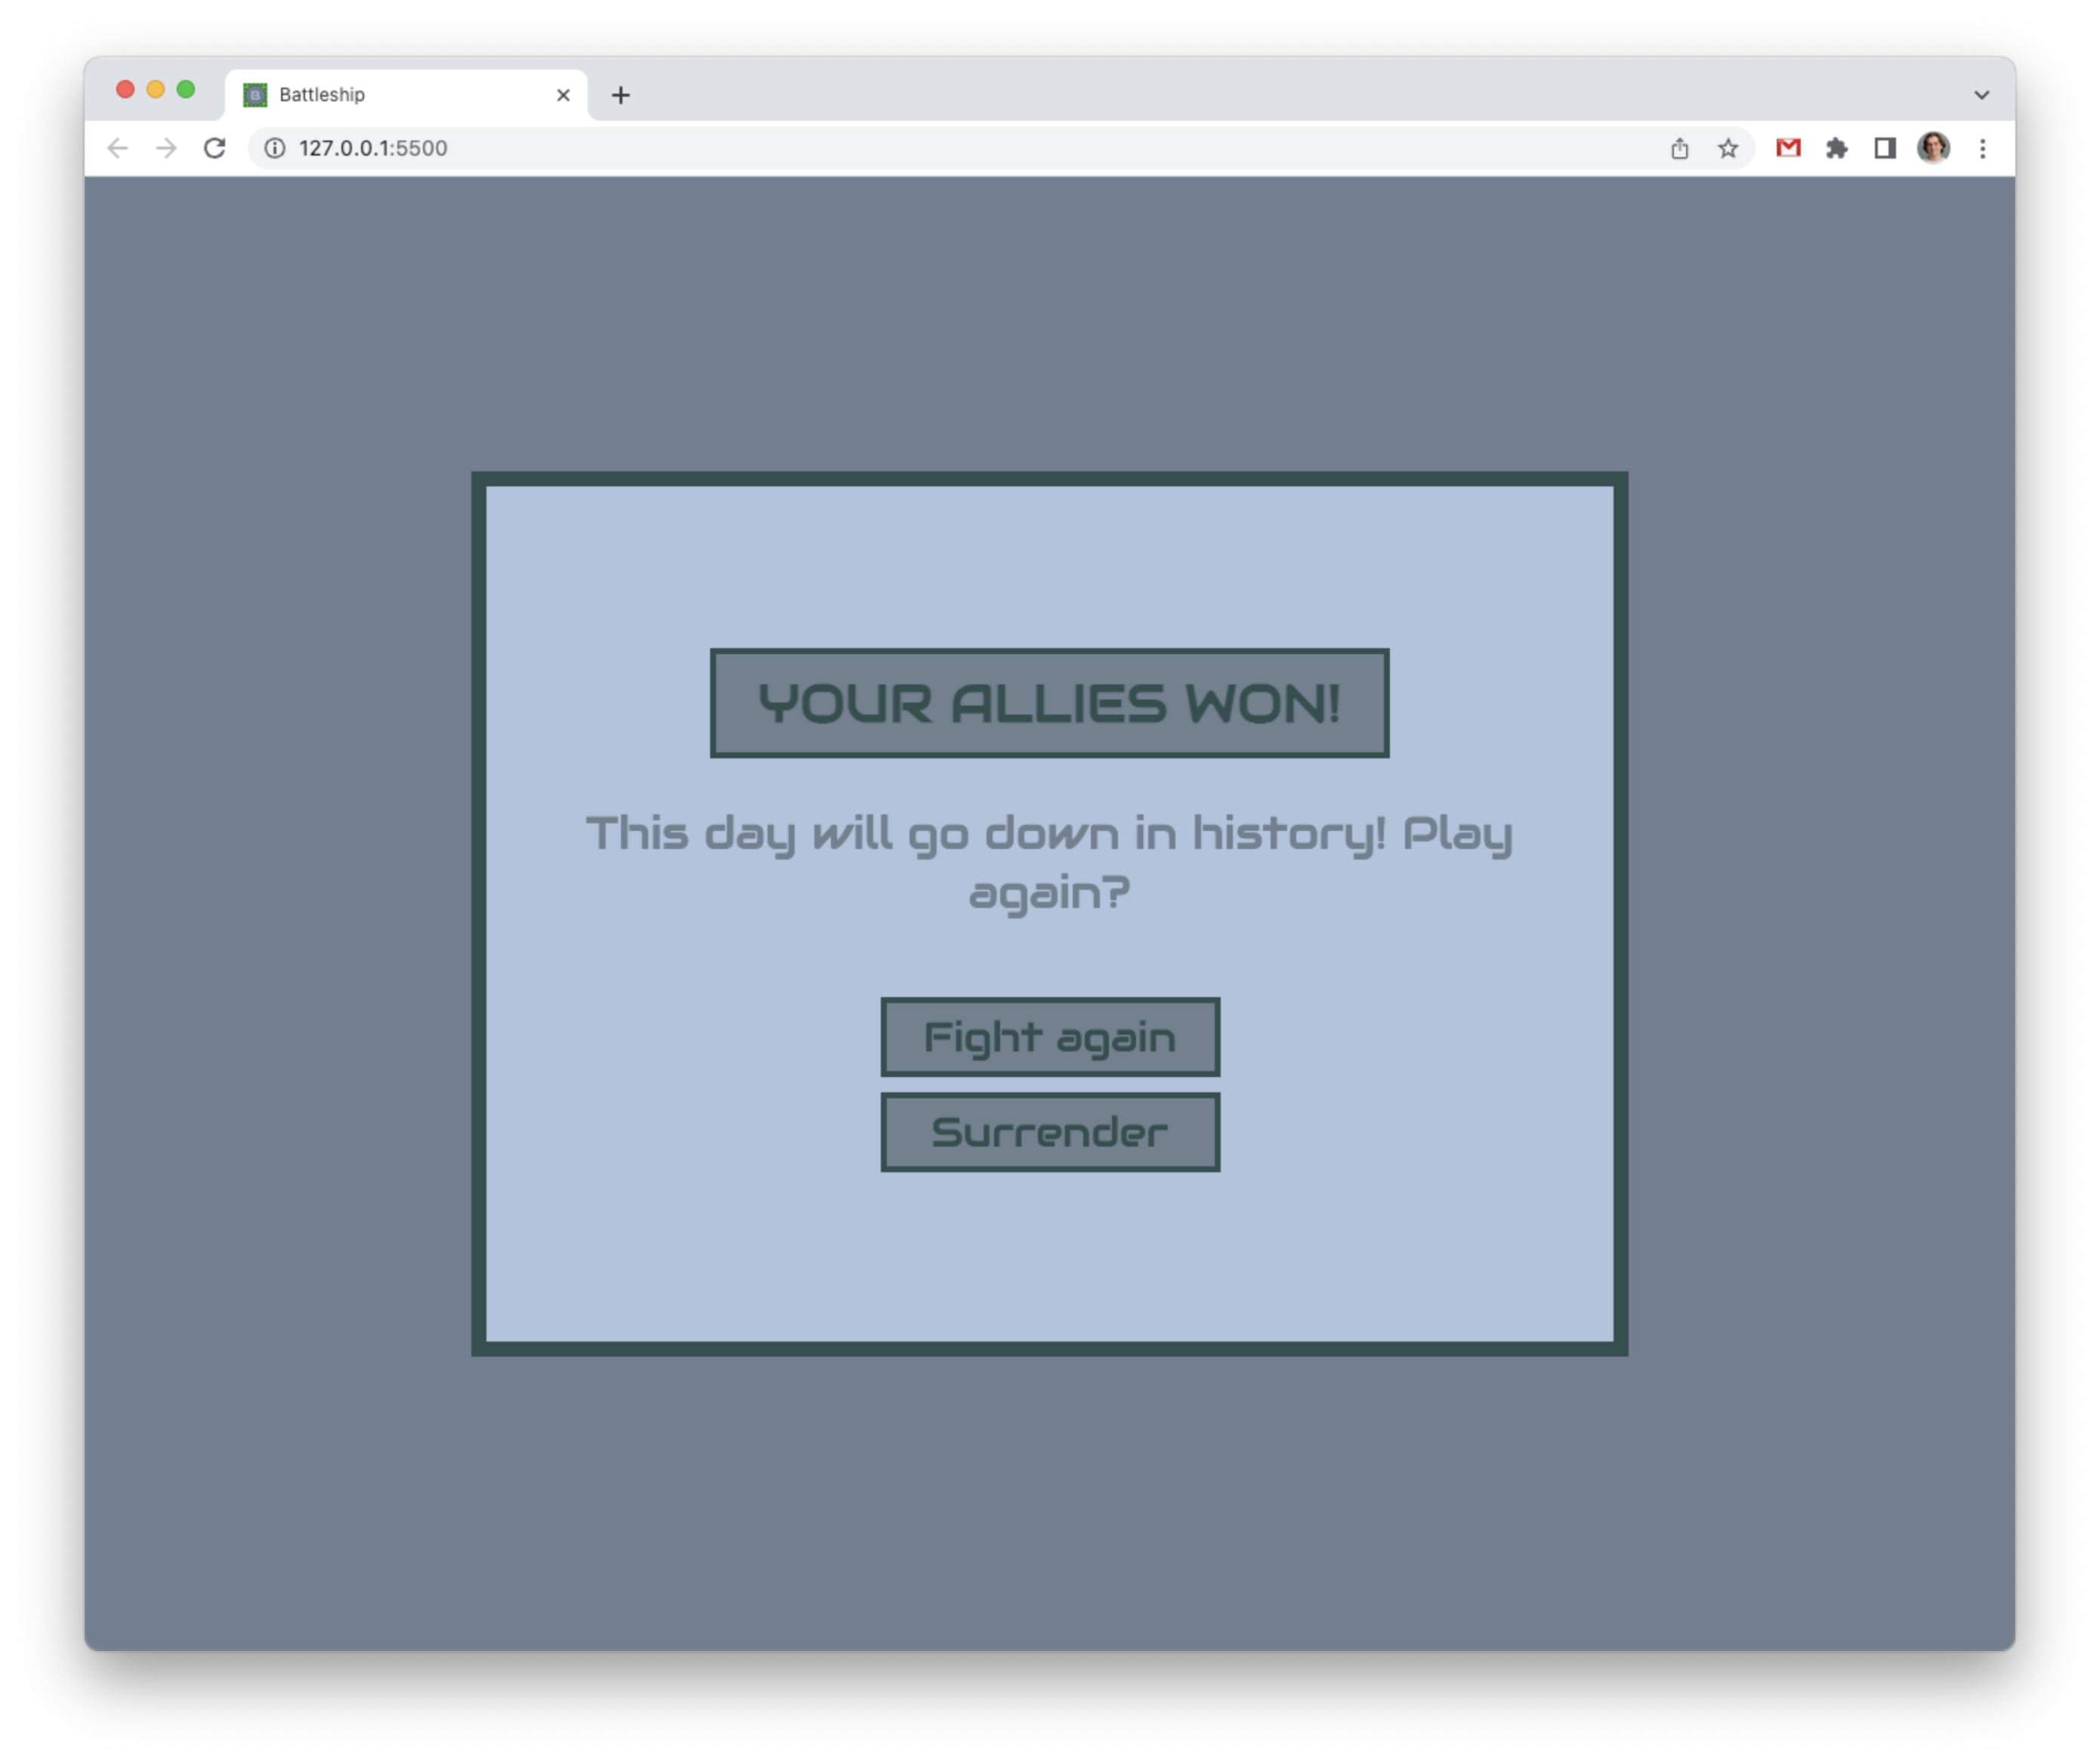 Battleship
127.0.0.1:5500
YOUR ALLIES WON!
This day will go down in history! Play
again?
Fight again
Surrender